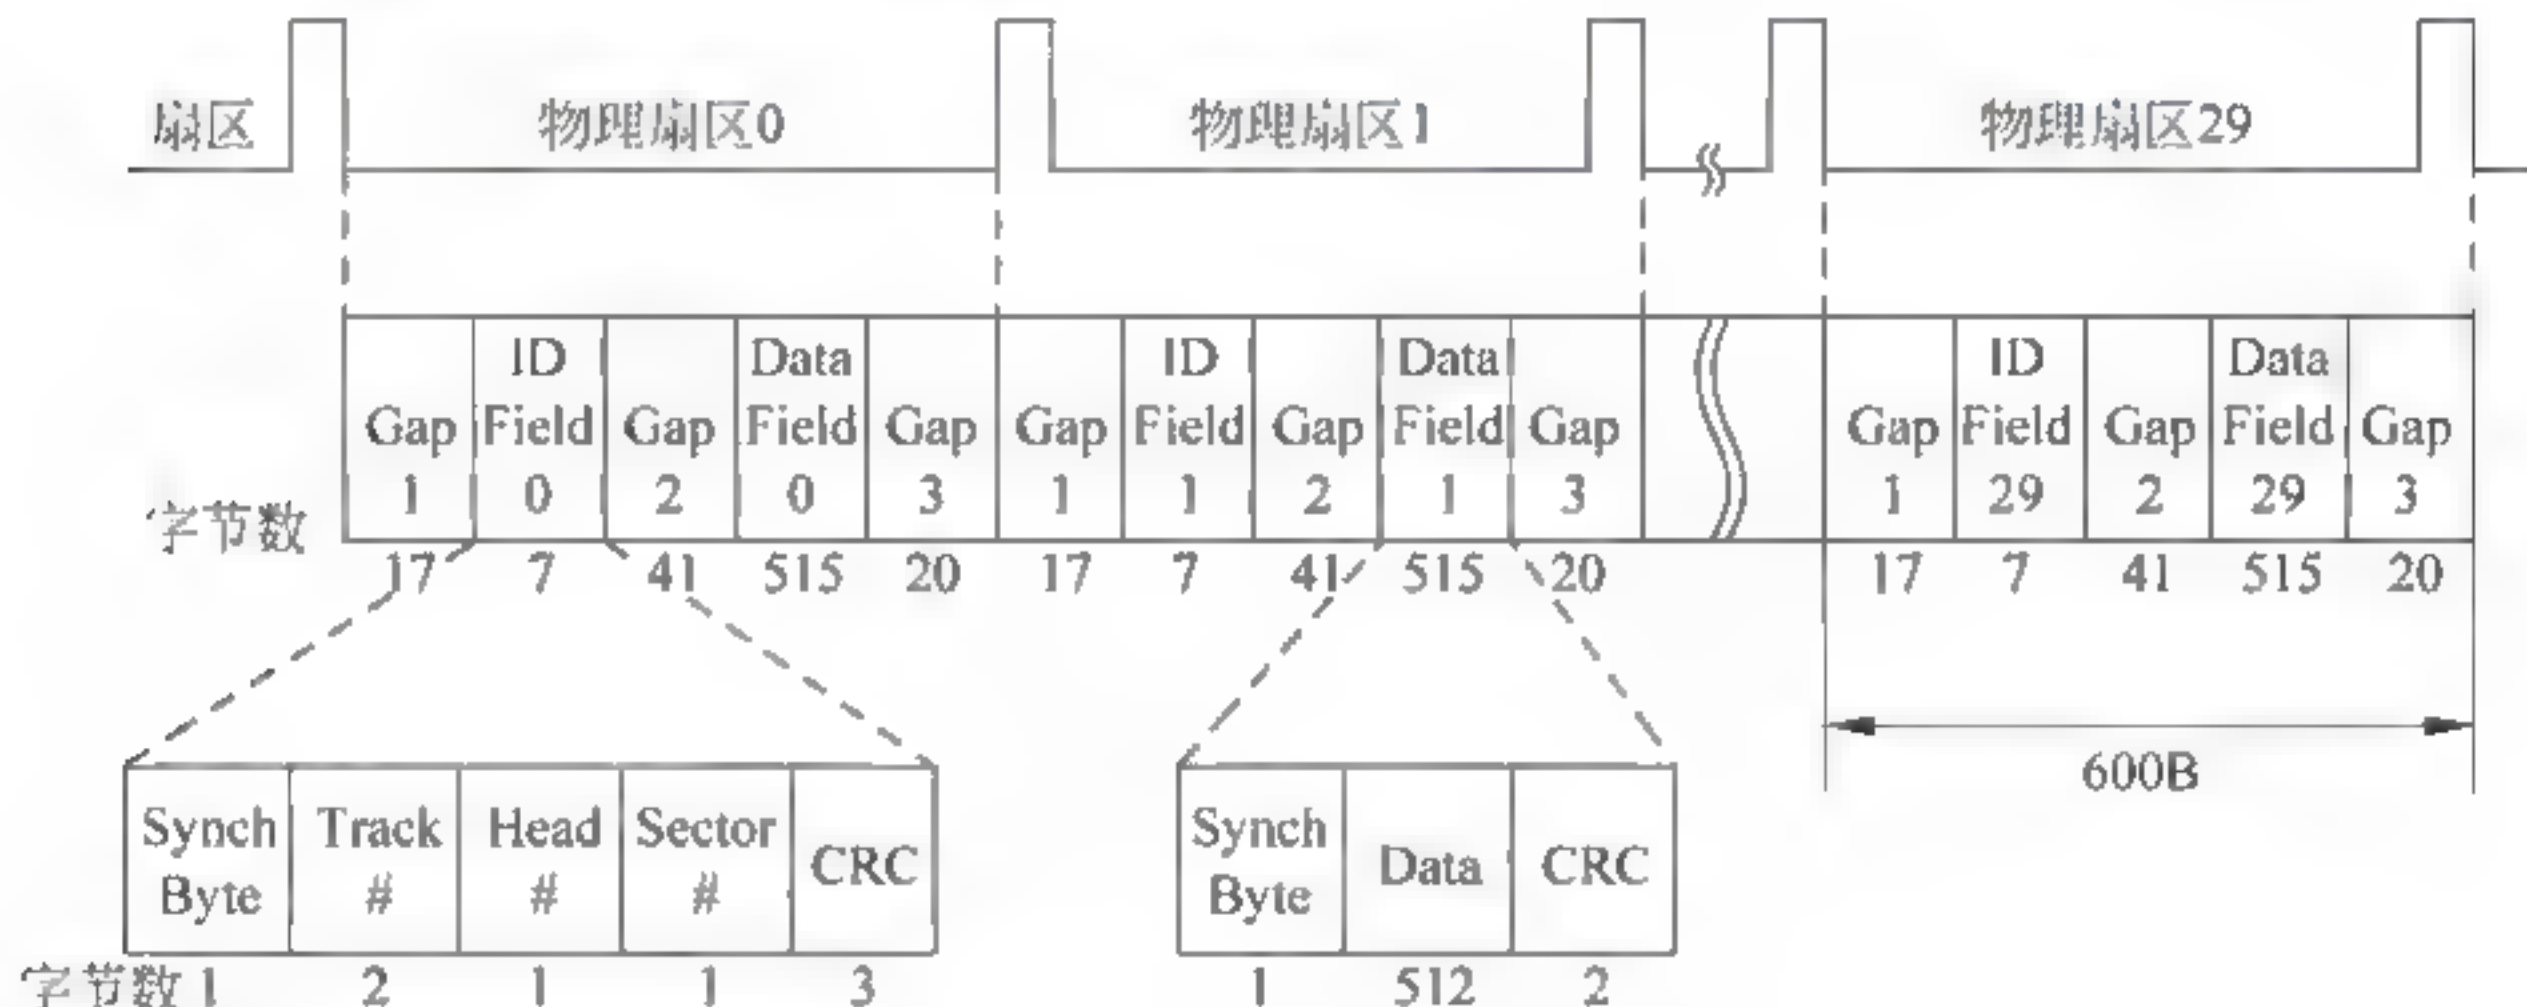 扇区 物理扇区0 物理扇区1 物理扇区29
Gap 1 ID Field 0 Gap 2 Data Field 0 Gap 3 Gap 1 ID Field 1 Gap 2 Data Field 1 Gap 3 Gap 1 ID Field 29 Gap 2 Data Field 29 Gap 3
字节数 17 7 41 515 20 17 7 41 515 20 17 7 41 515 20
600B
Synch Byte Track # Head # Sector # CRC Synch Byte Data CRC
字节数 1 2 1 1 3 1 512 2